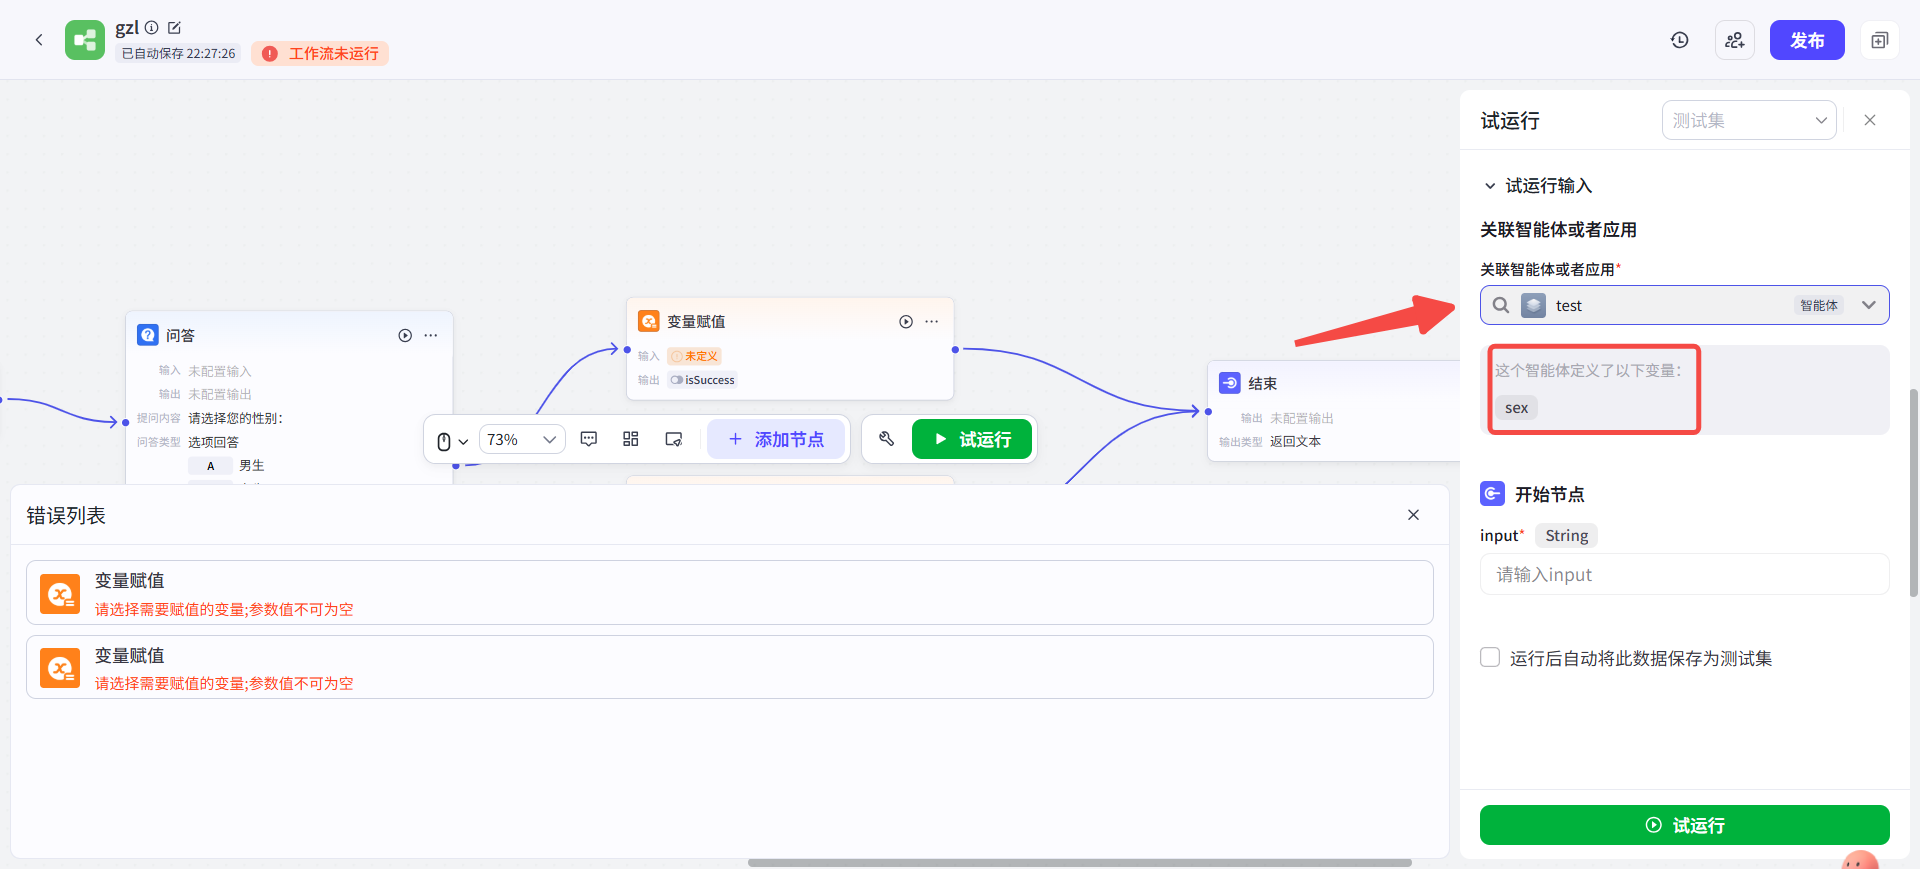 gzl
已自动保存 22:27:26
工作流未运行
发布
问答
输入 未配置输入
输出 未配置输出
提问内容 请选择您的性别:
问答类型 选项回答
A 男生
变量赋值
输入 未定义
输出 isSuccess
结束
输出 未配置输出
输出类型 返回文本
73%
添加节点
试运行
错误列表
变量赋值
请选择需要赋值的变量;参数值不可为空
变量赋值
请选择需要赋值的变量;参数值不可为空
试运行
测试集
试运行输入
关联智能体或者应用
关联智能体或者应用*
test
智能体
这个智能体定义了以下变量:
sex
开始节点
input* String
请输入input
运行后自动将此数据保存为测试集
试运行